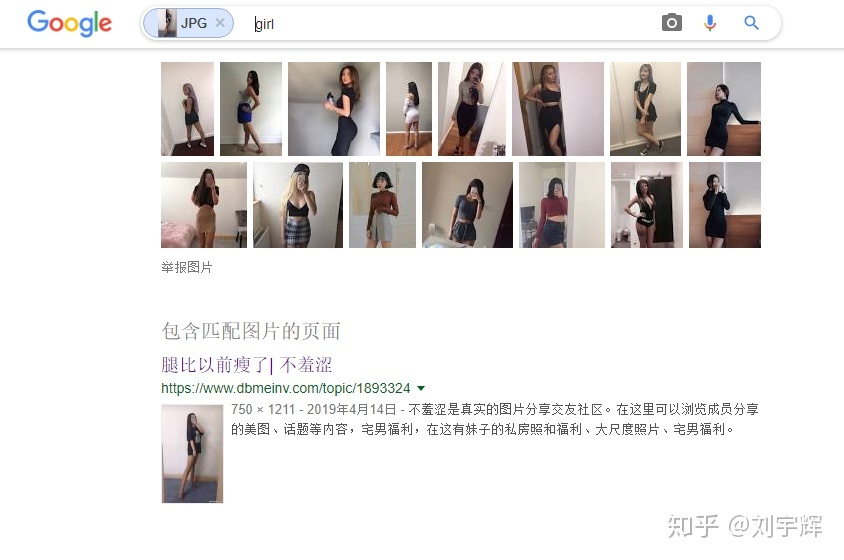 Google
JPG × girl
举报图片
包含匹配图片的页面
腿比以前瘦了| 不羞涩
https://www.dbmeinv.com/topic/1893324
750 × 1211 - 2019年4月14日 - 不羞涩是真实的图片分享交友社区。在这里可以浏览成员分享
的美图、话题等内容，宅男福利，在这有妹子的私房照和福利、大尺度照片、宅男福利。
知乎 @刘宇辉